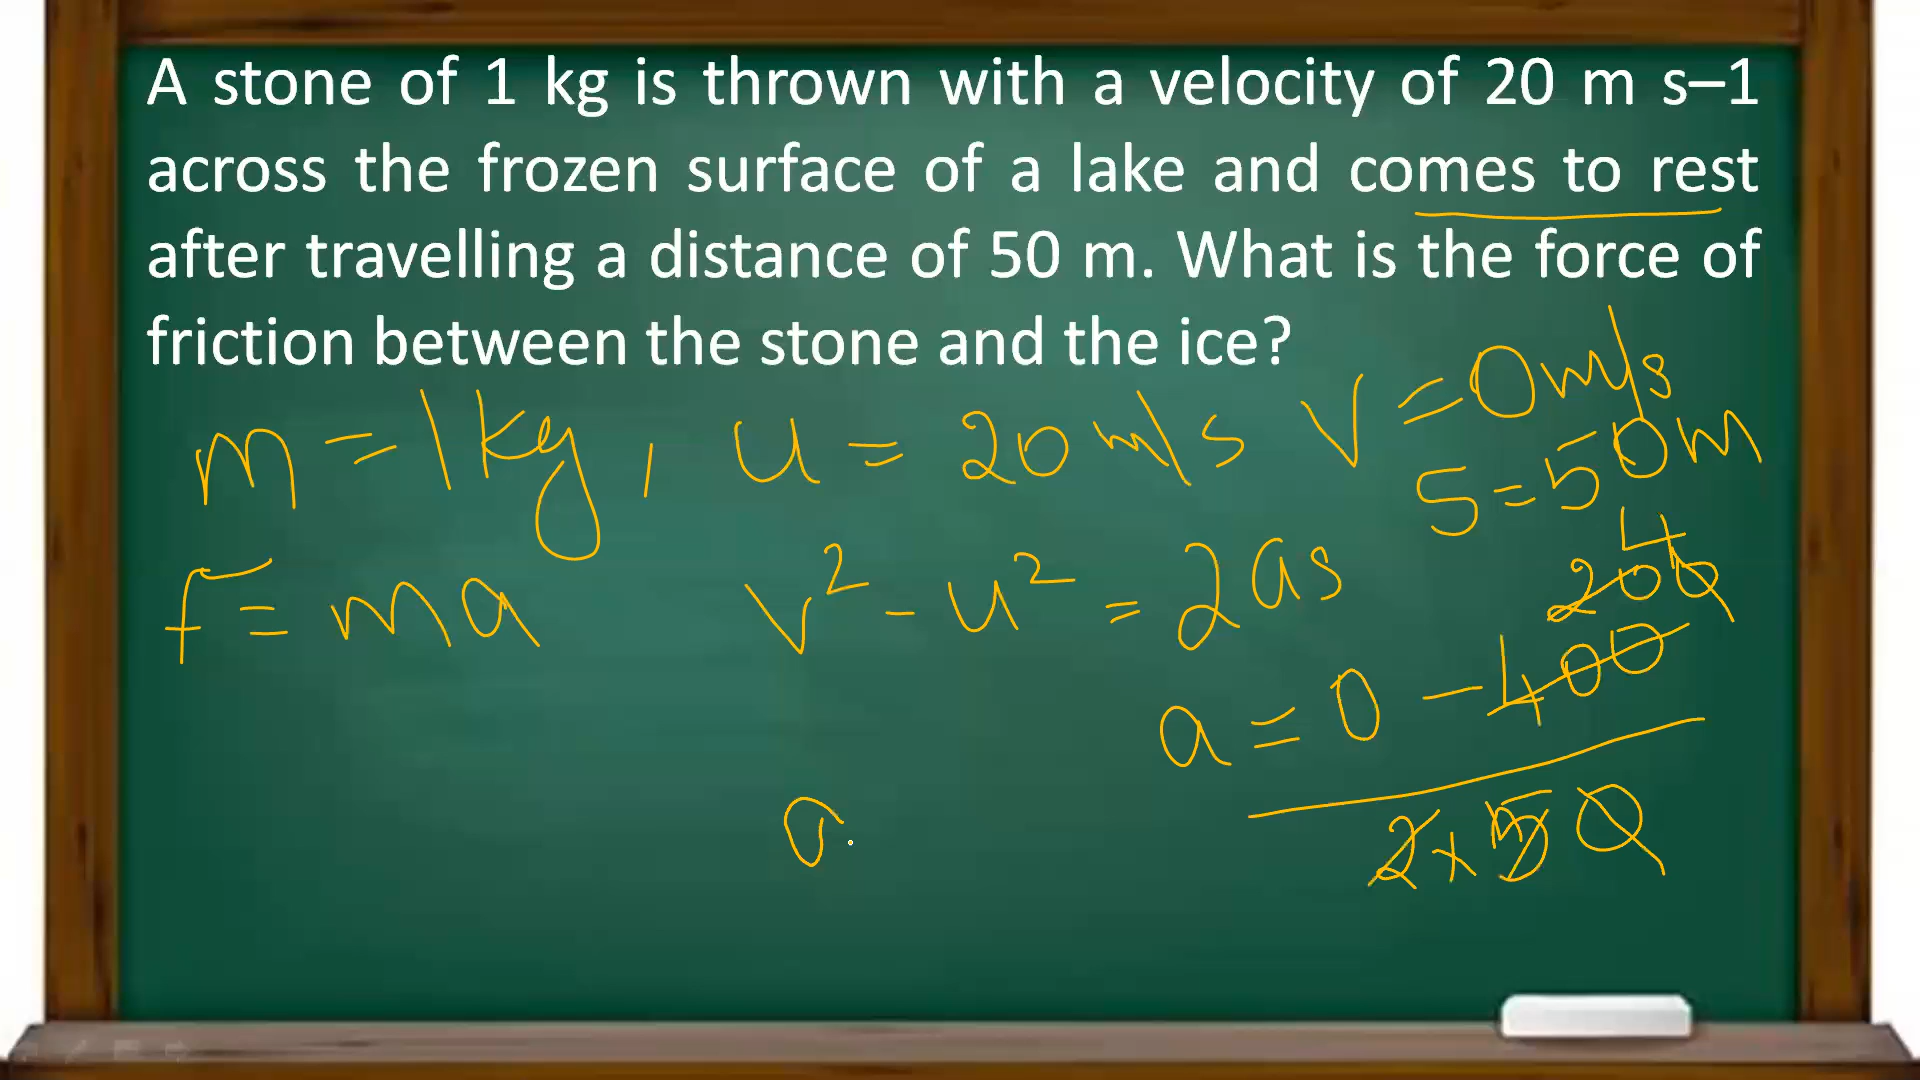 A stone of 1 kg is thrown with a velocity of 20 m s–1
across the frozen surface of a lake and comes to rest
after travelling a distance of 50 m. What is the force of
friction between the stone and the ice?
m = 1 kg, u = 20 m/s v = 0 m/s
S = 50 m
f = ma v² - u² = 2as
4
200
a = 0 - 400
2 x 50
a